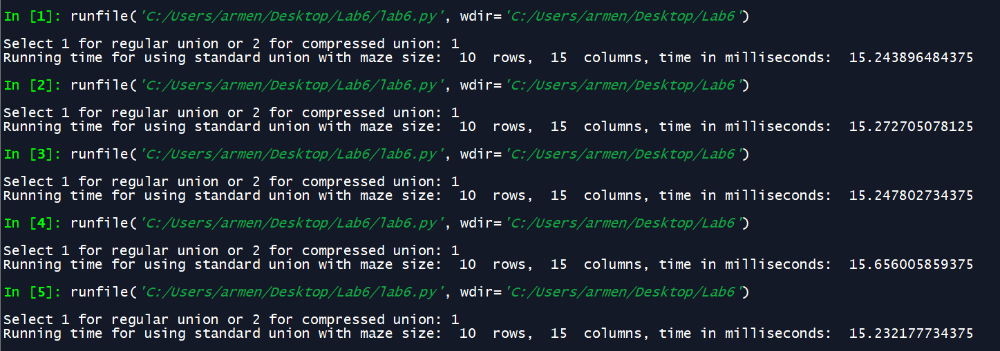 In [1]: runfile('C:/Users/armen/Desktop/Lab6/lab6.py', wdir='C:/Users/armen/Desktop/Lab6')
Select 1 for regular union or 2 for compressed union: 1
Running time for using standard union with maze size:  10  rows,  15  columns, time in milliseconds:  15.243896484375
In [2]: runfile('C:/Users/armen/Desktop/Lab6/lab6.py', wdir='C:/Users/armen/Desktop/Lab6')
Select 1 for regular union or 2 for compressed union: 1
Running time for using standard union with maze size:  10  rows,  15  columns, time in milliseconds:  15.272705078125
In [3]: runfile('C:/Users/armen/Desktop/Lab6/lab6.py', wdir='C:/Users/armen/Desktop/Lab6')
Select 1 for regular union or 2 for compressed union: 1
Running time for using standard union with maze size:  10  rows,  15  columns, time in milliseconds:  15.247802734375
In [4]: runfile('C:/Users/armen/Desktop/Lab6/lab6.py', wdir='C:/Users/armen/Desktop/Lab6')
Select 1 for regular union or 2 for compressed union: 1
Running time for using standard union with maze size:  10  rows,  15  columns, time in milliseconds:  15.656005859375
In [5]: runfile('C:/Users/armen/Desktop/Lab6/lab6.py', wdir='C:/Users/armen/Desktop/Lab6')
Select 1 for regular union or 2 for compressed union: 1
Running time for using standard union with maze size:  10  rows,  15  columns, time in milliseconds:  15.232177734375